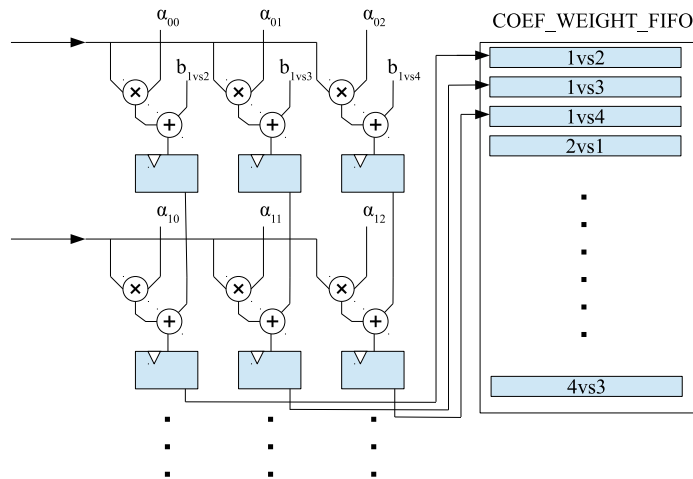 α00 α01 α02
COEF_WEIGHT_FIFO
b1vs2 b1vs3 b1vs4
1vs2
1vs3
1vs4
2vs1
α10 α11 α12
4vs3